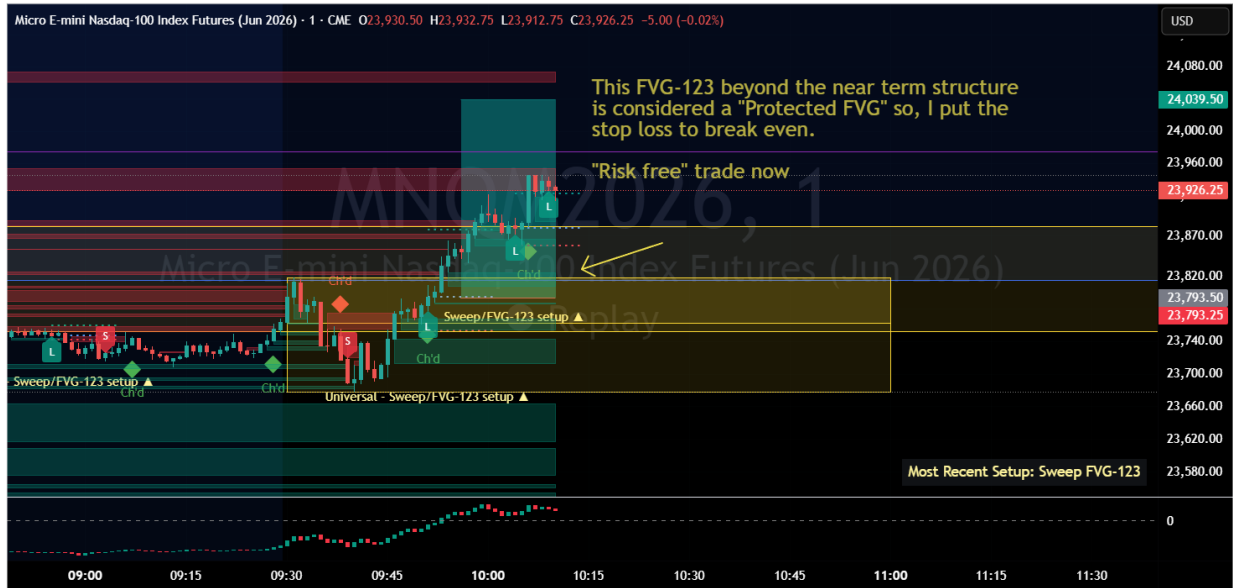 Micro E-mini Nasdaq-100 Index Futures (Jun 2026) · 1 · CME O23,930.50 H23,932.75 L23,912.75 C23,926.25 −5.00 (−0.02%)
USD
24,080.00
24,039.50
24,000.00
23,960.00
23,926.25
23,870.00
23,820.00
23,793.50
23,793.25
23,740.00
23,700.00
23,660.00
23,620.00
23,580.00
This FVG-123 beyond the near term structure
is considered a "Protected FVG" so, I put the
stop loss to break even.
"Risk free" trade now
MNQM2026, 1
Micro E-mini Nasdaq-100 Index Futures (Jun 2026)
Replay
L
L
Ch'd
Ch'd
Sweep/FVG-123 setup ▲
L
S
S
L
Ch'd
Sweep/FVG-123 setup ▲
Ch'd
Ch'd
Universal - Sweep/FVG-123 setup ▲
Most Recent Setup: Sweep FVG-123
0
09:00 09:15 09:30 09:45 10:00 10:15 10:30 10:45 11:00 11:15 11:30